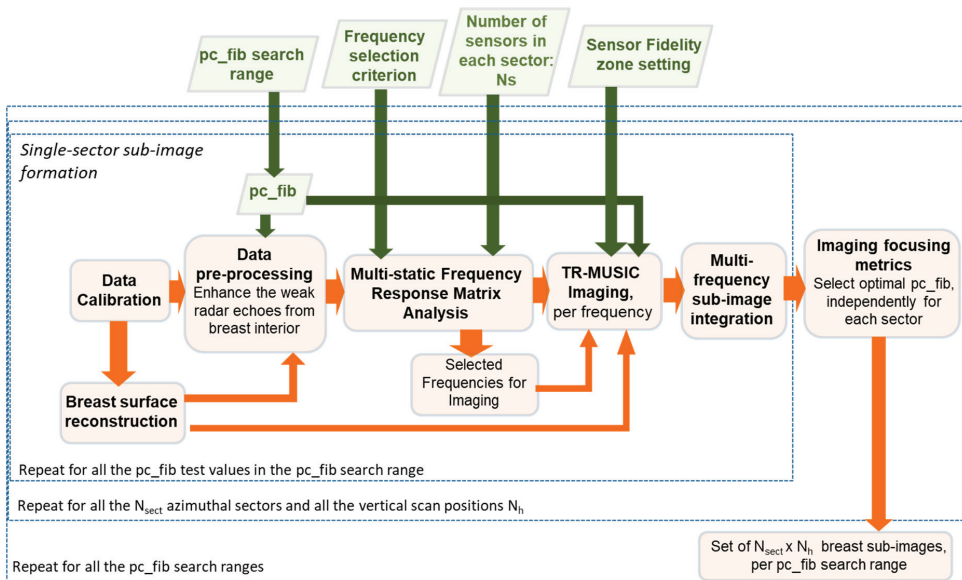 pc_fib search
range
Frequency
selection
criterion
Number of
sensors in
each sector:
Ns
Sensor Fidelity
zone setting
Single-sector sub-image
formation
pc_fib
Data
Calibration
Data
pre-processing
Enhance the weak
radar echoes from
breast interior
Multi-static Frequency
Response Matrix
Analysis
TR-MUSIC
Imaging,
per frequency
Multi-
frequency
sub-image
integration
Imaging focusing
metrics
Select optimal pc_fib,
independently for
each sector
Selected
Frequencies for
Imaging
Breast surface
reconstruction
Repeat for all the pc_fib test values in the pc_fib search range
Repeat for all the N_sect azimuthal sectors and all the vertical scan positions N_h
Set of N_sect x N_h breast sub-images,
per pc_fib search range
Repeat for all the pc_fib search ranges